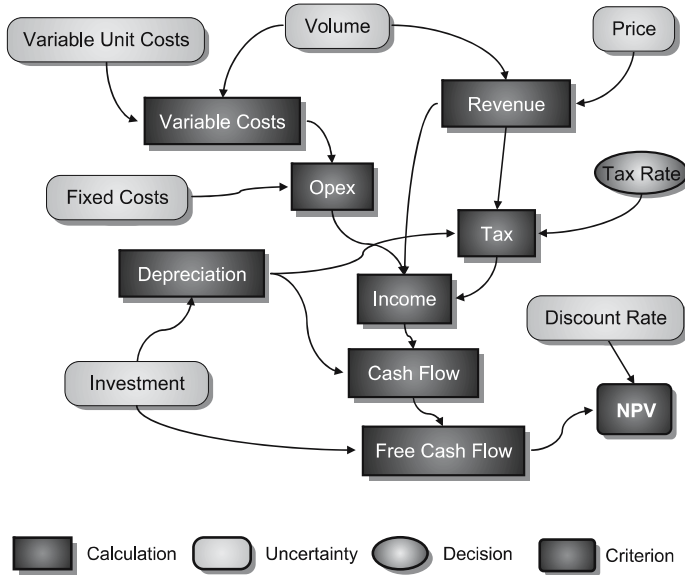 Variable Unit Costs
Volume
Price
Variable Costs
Revenue
Fixed Costs
Opex
Tax Rate
Tax
Depreciation
Income
Discount Rate
Investment
Cash Flow
NPV
Free Cash Flow
Calculation
Uncertainty
Decision
Criterion